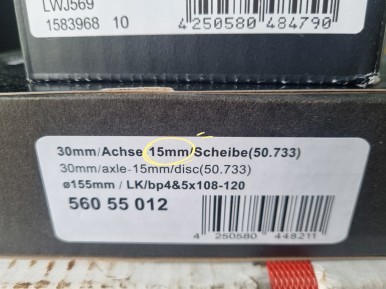 LWJ569
1583968 10
4 250580 484790
30mm/Achse 15mm/Scheibe(50.733)
30mm/axle-15mm/disc(50.733)
ø155mm / LK/bp4&5x108-120
560 55 012
4 250580 448211